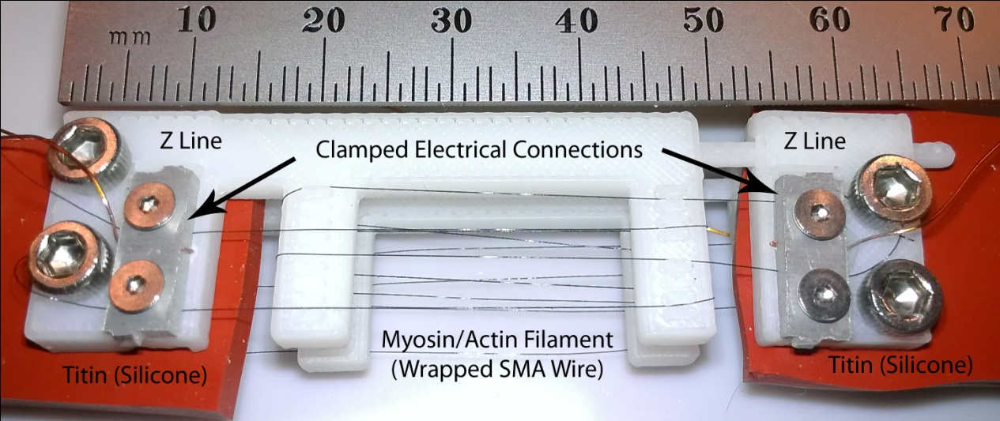 mm 10 20 30 40 50 60 70
Z Line
Clamped Electrical Connections
Z Line
Myosin/Actin Filament
(Wrapped SMA Wire)
Titin (Silicone)
Titin (Silicone)